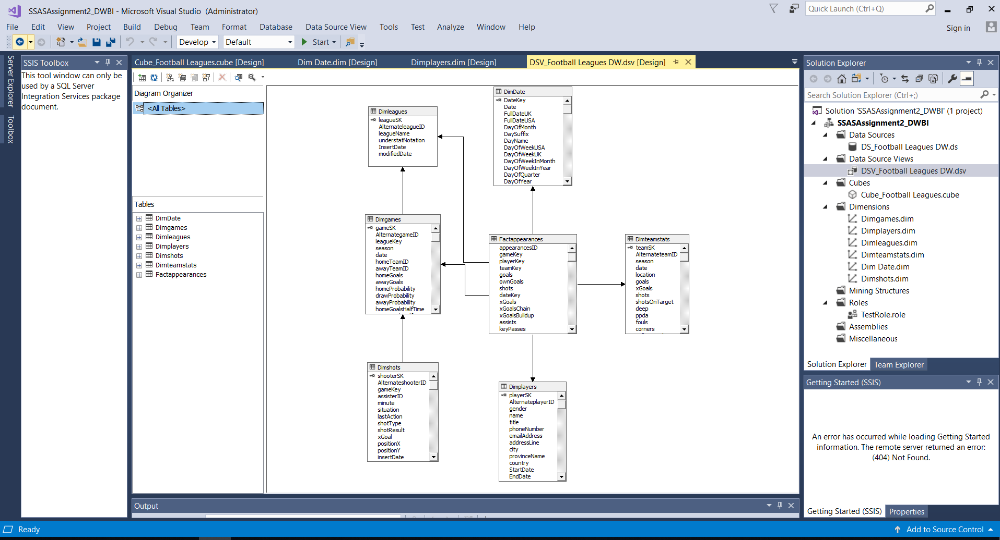 SSASAssignment2_DWBI - Microsoft Visual Studio (Administrator)
Quick Launch (Ctrl+Q)
File Edit View Project Build Debug Team Format Database Data Source View Tools Test Analyze Window Help
Sign in
Develop Default Start
Server Explorer
Toolbox
SSIS Toolbox
This tool window can only be
used by a SQL Server
Integration Services package
document.
Cube_Football Leagues.cube [Design] Dim Date.dim [Design] Dimplayers.dim [Design] DSV_Football Leagues DW.dsv [Design]
Diagram Organizer
<All Tables>
Tables
DimDate
Dimgames
Dimleagues
Dimplayers
Dimshots
Dimteamstats
Factappearances
Dimleagues
leagueSK
AlternateleagueID
leagueName
understatNotation
InsertDate
modifiedDate
DimDate
DateKey
Date
FullDateUK
FullDateUSA
DayOfMonth
DaySuffix
DayName
DayOfWeekUSA
DayOfWeekUK
DayOfWeekInMonth
DayOfWeekInYear
DayOfQuarter
DayOfYear
Dimgames
gameSK
AlternategameID
leagueKey
season
date
homeTeamID
awayTeamID
homeGoals
awayGoals
homeProbability
drawProbability
awayProbability
homeGoalsHalfTime
Factappearances
appearancesID
gameKey
playerKey
teamKey
goals
ownGoals
shots
dateKey
xGoals
xGoalsChain
xGoalsBuildup
assists
keyPasses
Dimteamstats
teamSK
AlternateteamID
season
date
location
goals
xGoals
shots
shotsOnTarget
deep
ppda
fouls
corners
Dimshots
shooterSK
AlternateshooterID
gameKey
assisterID
minute
situation
lastAction
shotType
shotResult
xGoal
positionX
positionY
insertDate
Dimplayers
playerSK
AlternateplayerID
gender
name
title
phoneNumber
emailAddress
addressLine
city
provinceName
country
StartDate
EndDate
Output
Solution Explorer
Search Solution Explorer (Ctrl+;)
Solution 'SSASAssignment2_DWBI' (1 project)
SSASAssignment2_DWBI
Data Sources
DS_Football Leagues DW.ds
Data Source Views
DSV_Football Leagues DW.dsv
Cubes
Cube_Football Leagues.cube
Dimensions
Dimgames.dim
Dimplayers.dim
Dimleagues.dim
Dimteamstats.dim
Dim Date.dim
Dimshots.dim
Mining Structures
Roles
TestRole.role
Assemblies
Miscellaneous
Solution Explorer Team Explorer
Getting Started (SSIS)
An error has occurred while loading Getting Started
information. The remote server returned an error:
(404) Not Found.
Getting Started (SSIS) Properties
Ready
Add to Source Control